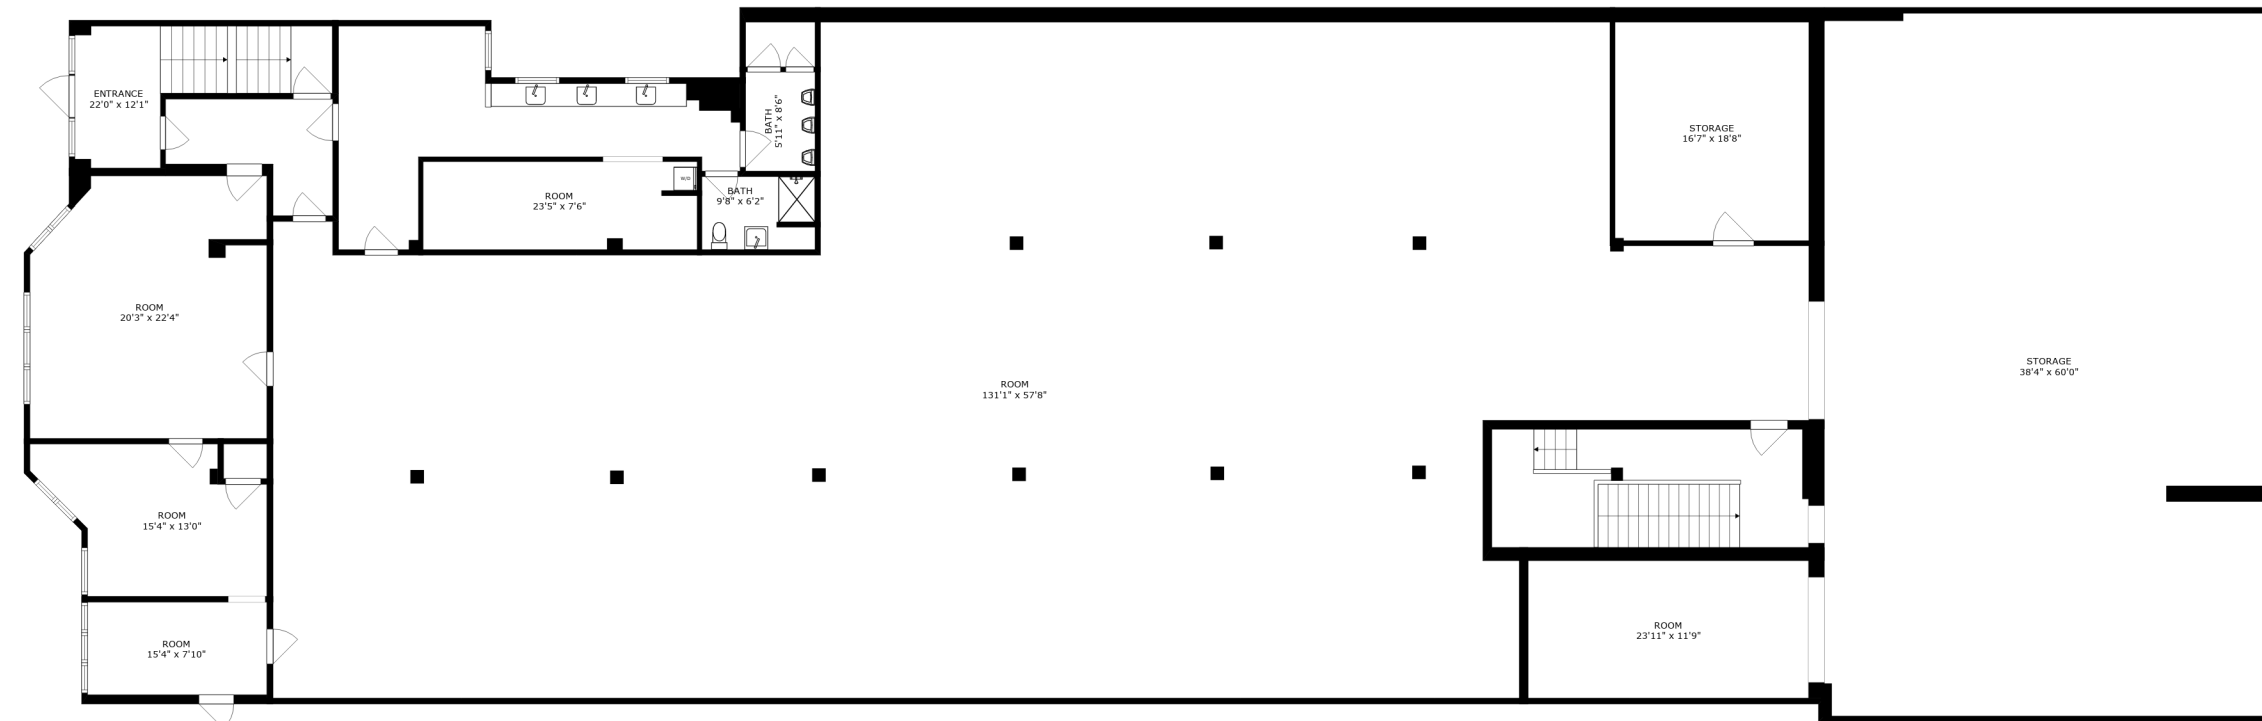 ENTRANCE
22'0" x 12'1"
BATH
5'11" x 8'6"
STORAGE
16'7" x 18'8"
W/D
ROOM
23'5" x 7'6"
BATH
9'8" x 6'2"
ROOM
20'3" x 22'4"
ROOM
131'1" x 57'8"
STORAGE
38'4" x 60'0"
ROOM
15'4" x 13'0"
ROOM
23'11" x 11'9"
ROOM
15'4" x 7'10"